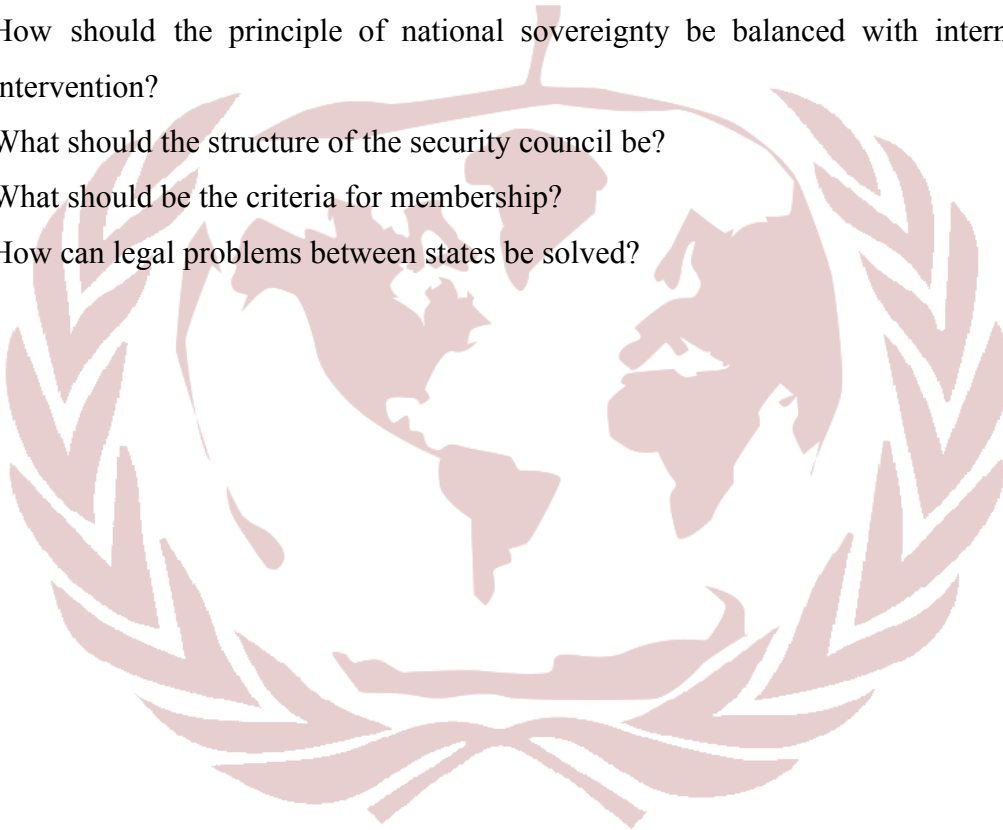 How should the principle of national sovereignty be balanced with intern
intervention?
What should the structure of the security council be?
What should be the criteria for membership?
How can legal problems between states be solved?